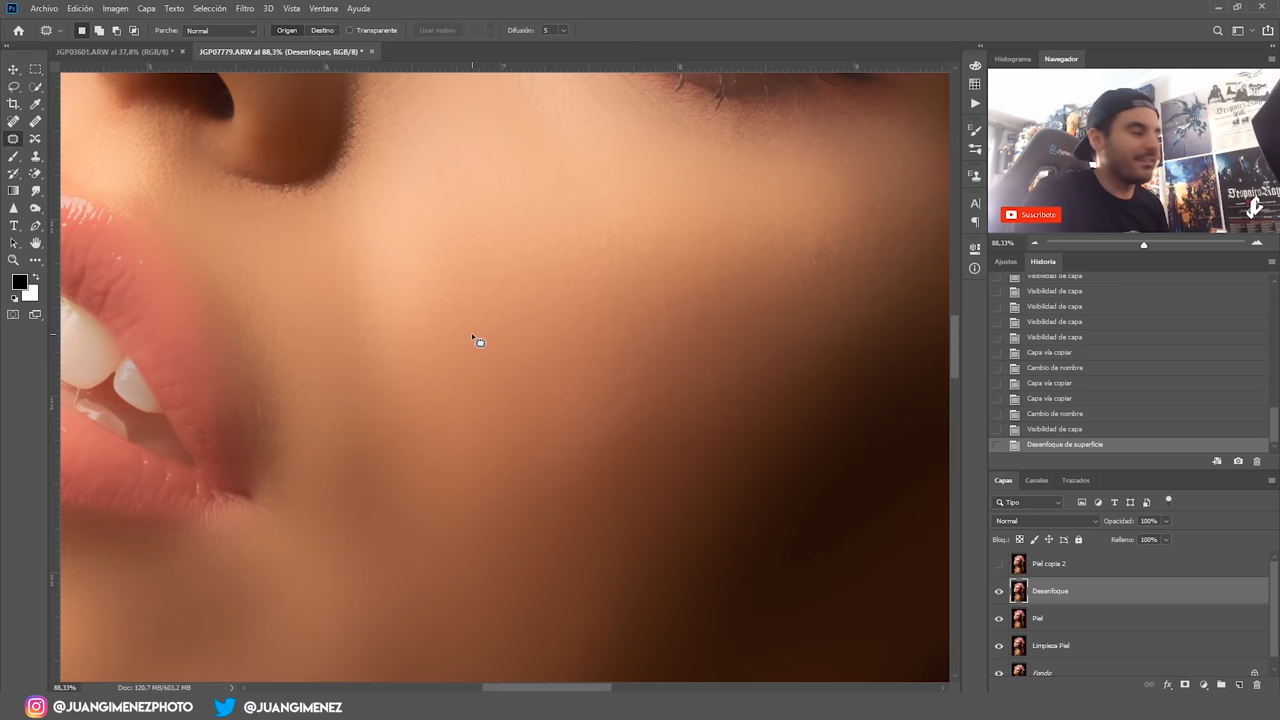 Archivo Edición Imagen Capa Texto Selección Filtro 3D Vista Ventana Ayuda
Parche: Normal Origen Destino Transparente Usar motivo Difusión: 5
JGP03601.ARW al 37,8% (RGB/8) * × JGP07779.ARW al 88,3% (Desenfoque, RGB/8) * ×
Histograma Navegador
Suscríbete
88,33%
Ajustes Historia
Visibilidad de capa
Visibilidad de capa
Visibilidad de capa
Visibilidad de capa
Visibilidad de capa
Capa vía copiar
Cambio de nombre
Capa vía copiar
Capa vía copiar
Cambio de nombre
Visibilidad de capa
Desenfoque de superficie
Capas Canales Trazados
Tipo
Normal Opacidad: 100%
Bloq.: Relleno: 100%
Piel copia 2
Desenfoque
Piel
Limpieza Piel
Fondo
88,33% Doc: 120,7 MB/603,2 MB
@JUANGIMENEZPHOTO @JUANGIMENEZ